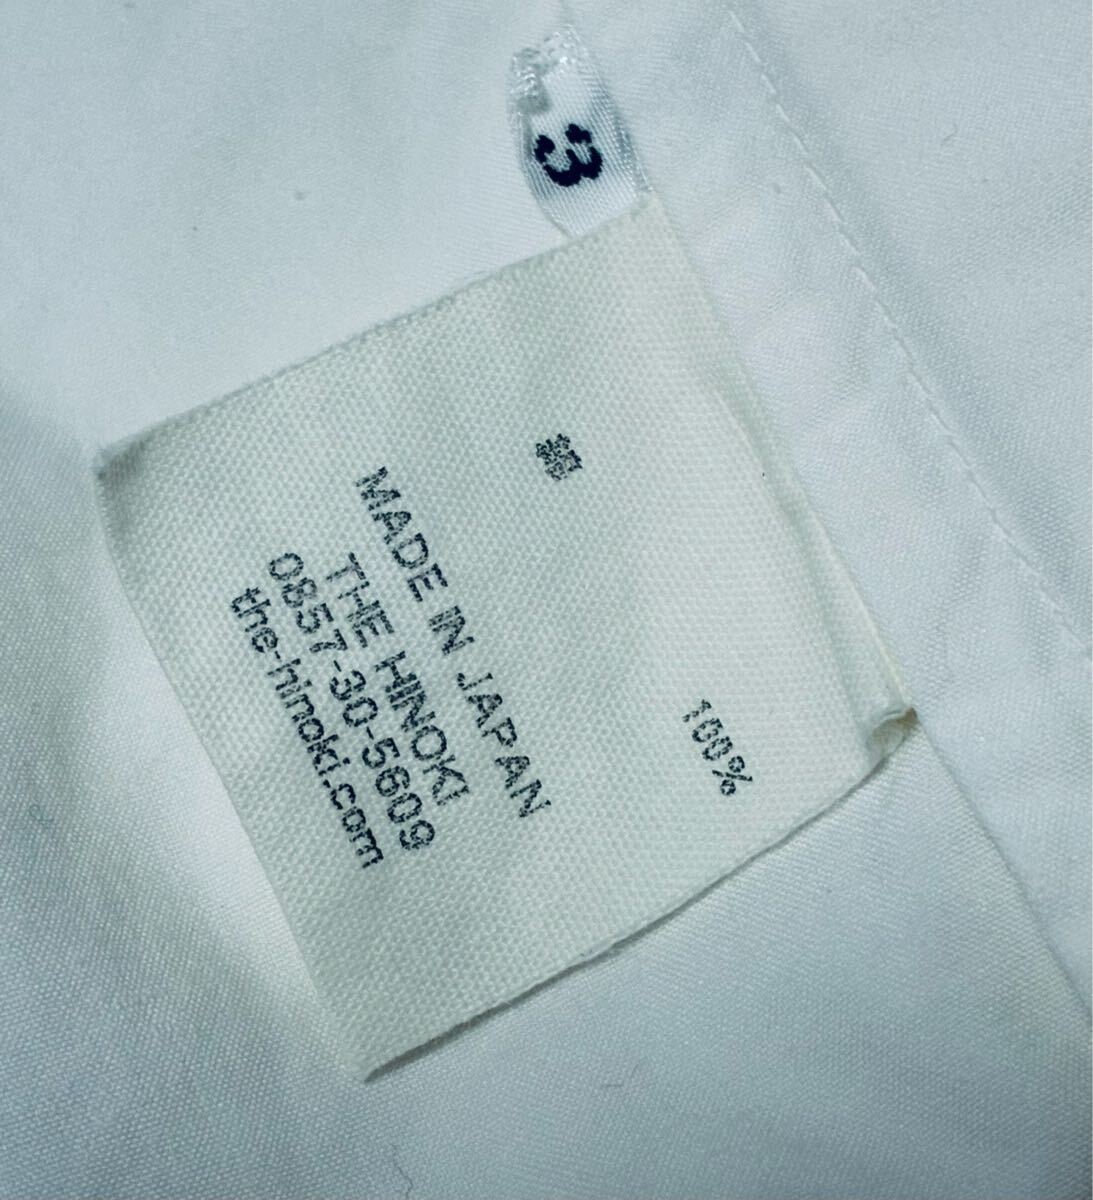 3
綿 100%
MADE IN JAPAN
THE HINOKI
0857-30-5609
the-hinoki.com